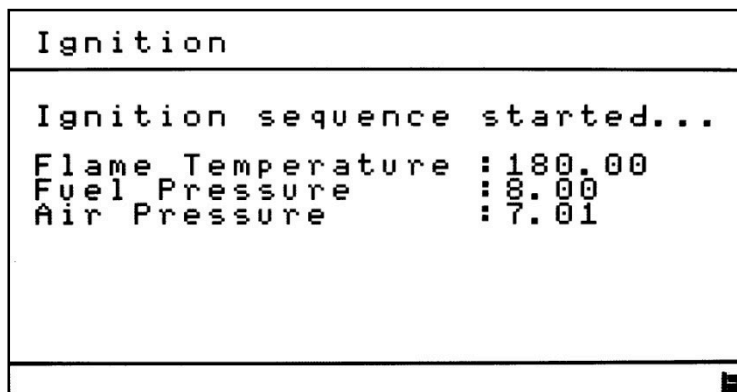 Ignition
Ignition sequence started...
Flame Temperature :180.00
Fuel Pressure :8.00
Air Pressure :7.01